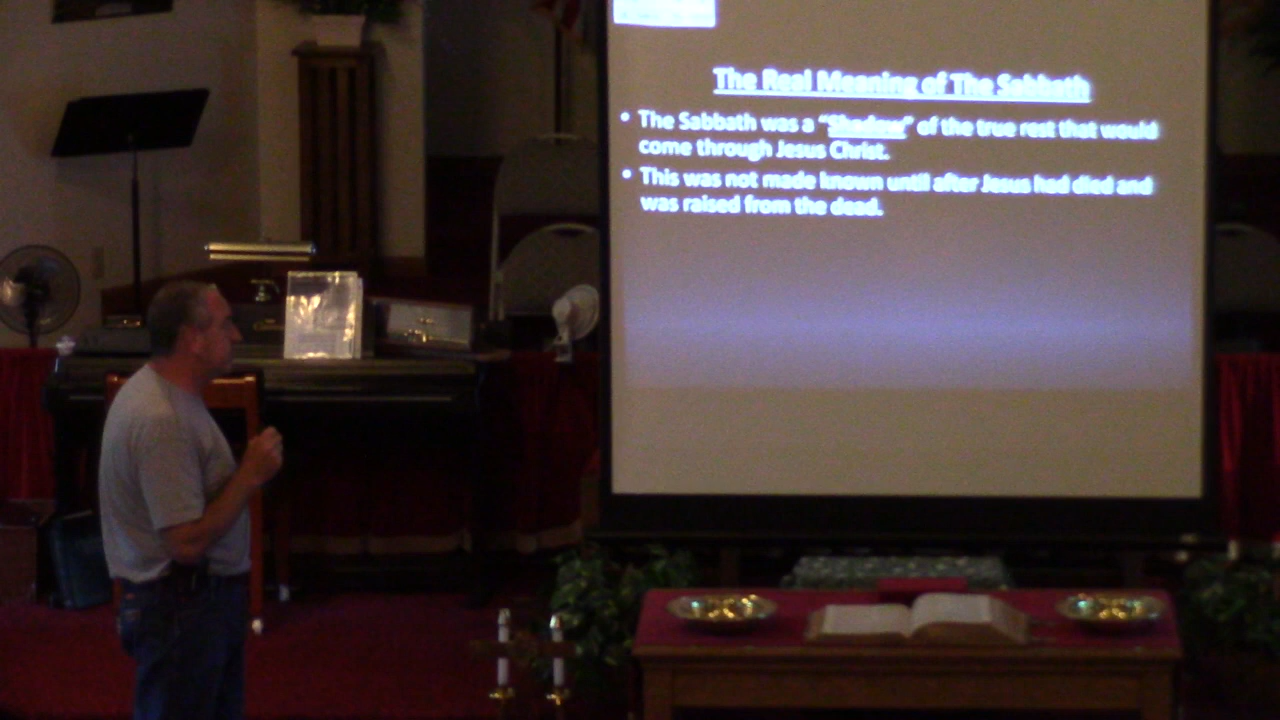 The Real Meaning of The Sabbath
• The Sabbath was a “Shadow” of the true rest that would
come through Jesus Christ.
• This was not made known until after Jesus had died and
was raised from the dead.